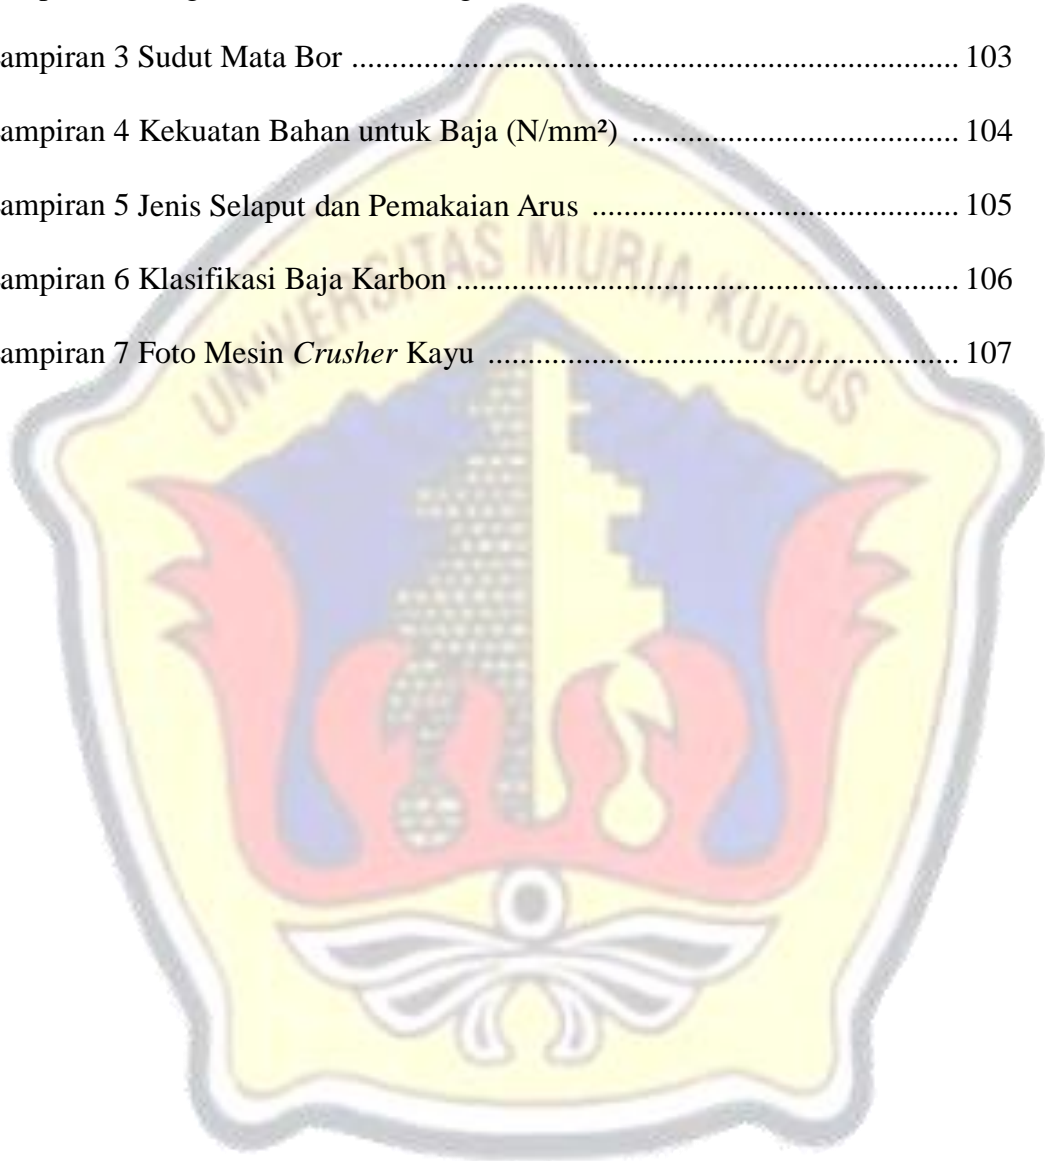 ampiran 3 Sudut Mata Bor ................................................................. 103
ampiran 4 Kekuatan Bahan untuk Baja (N/mm²) ................................... 104
ampiran 5 Jenis Selaput dan Pemakaian Arus ....................................... 105
ampiran 6 Klasifikasi Baja Karbon ...................................................... 106
ampiran 7 Foto Mesin Crusher Kayu .................................................. 107
UNIVERSITAS MURIA KUDUS